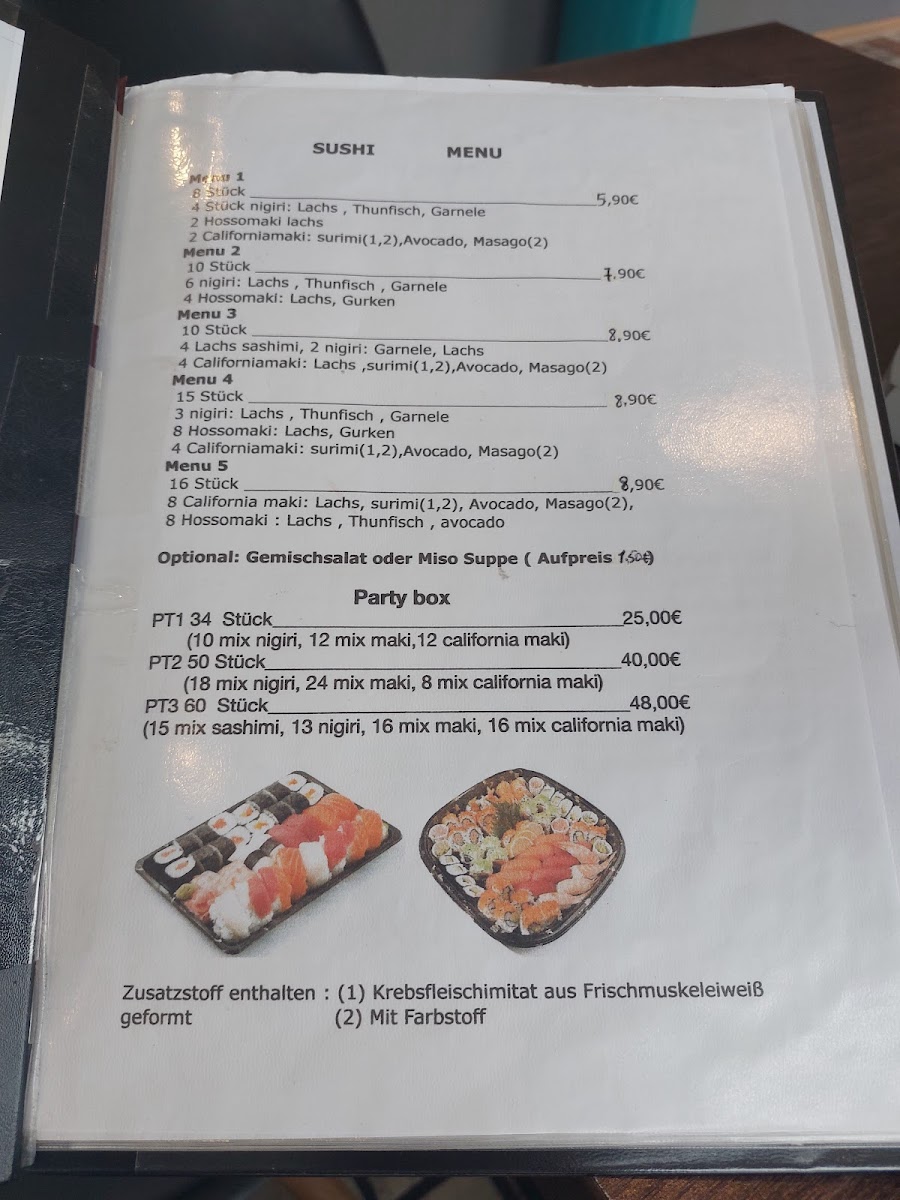 SUSHI MENU
Menu 1
8 Stück 5,90€
4 Stück nigiri: Lachs , Thunfisch, Garnele
2 Hossomaki lachs
2 Californiamaki: surimi(1,2),Avocado, Masago(2)
Menu 2
10 Stück 7,90€
6 nigiri: Lachs , Thunfisch , Garnele
4 Hossomaki: Lachs, Gurken
Menu 3
10 Stück 8,90€
4 Lachs sashimi, 2 nigiri: Garnele, Lachs
4 Californiamaki: Lachs ,surimi(1,2),Avocado, Masago(2)
Menu 4
15 Stück 8,90€
3 nigiri: Lachs , Thunfisch , Garnele
8 Hossomaki: Lachs, Gurken
4 Californiamaki: surimi(1,2),Avocado, Masago(2)
Menu 5
16 Stück 8,90€
8 California maki: Lachs, surimi(1,2), Avocado, Masago(2),
8 Hossomaki : Lachs , Thunfisch , avocado
Optional: Gemischsalat oder Miso Suppe ( Aufpreis 1.50€)
Party box
PT1 34 Stück 25,00€
(10 mix nigiri, 12 mix maki,12 california maki)
PT2 50 Stück 40,00€
(18 mix nigiri, 24 mix maki, 8 mix california maki)
PT3 60 Stück 48,00€
(15 mix sashimi, 13 nigiri, 16 mix maki, 16 mix california maki)
Zusatzstoff enthalten : (1) Krebsfleischimitat aus Frischmuskeleiweiß
geformt (2) Mit Farbstoff